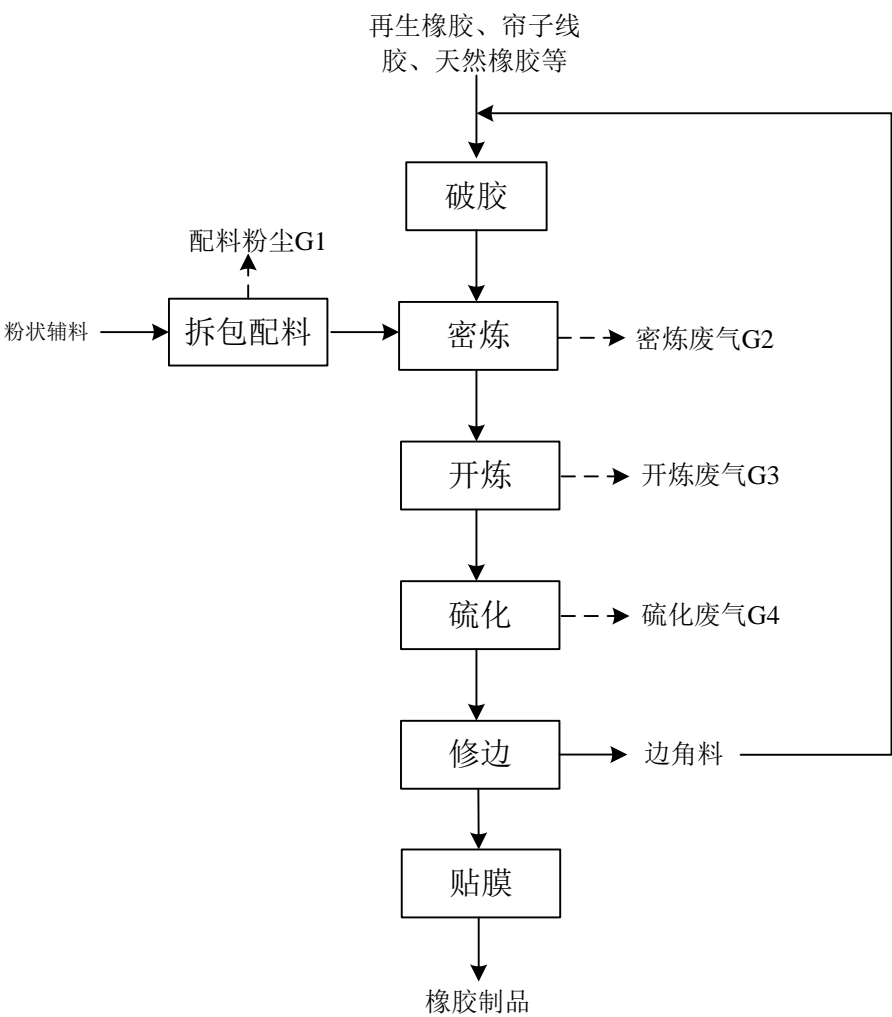 再生橡胶、帘子线
胶、天然橡胶等
破胶
配料粉尘G1
粉状辅料
拆包配料
密炼
密炼废气G2
开炼
开炼废气G3
硫化
硫化废气G4
修边
边角料
贴膜
橡胶制品